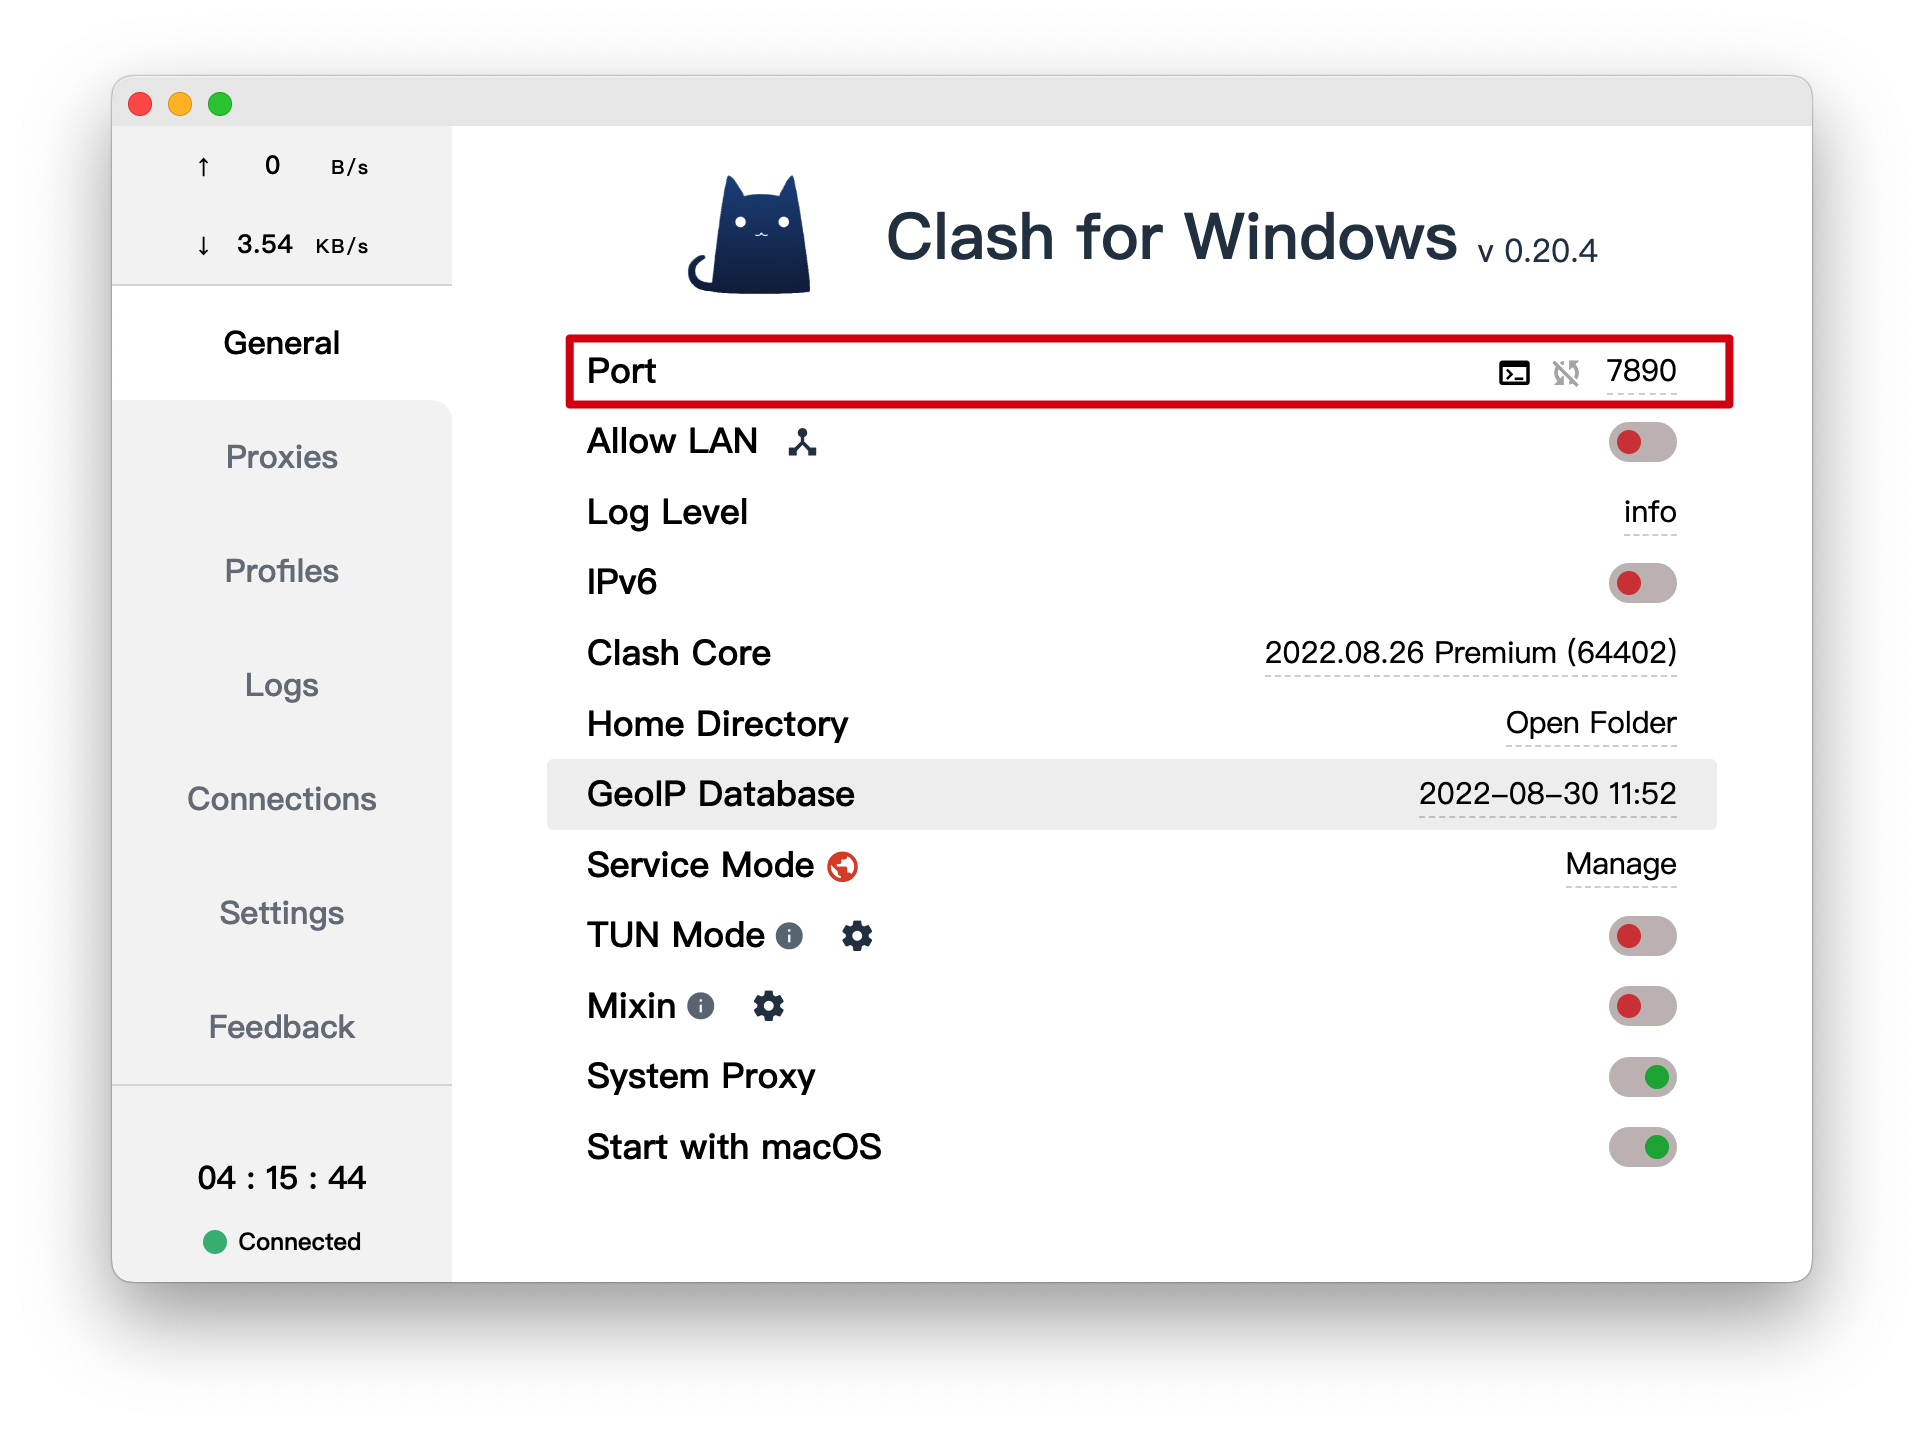 ↑ 0 B/s
↓ 3.54 KB/s
General
Proxies
Profiles
Logs
Connections
Settings
Feedback
04 : 15 : 44
Connected
Clash for Windows v 0.20.4
Port 7890
Allow LAN
Log Level info
IPv6
Clash Core 2022.08.26 Premium (64402)
Home Directory Open Folder
GeoIP Database 2022-08-30 11:52
Service Mode Manage
TUN Mode
Mixin
System Proxy
Start with macOS